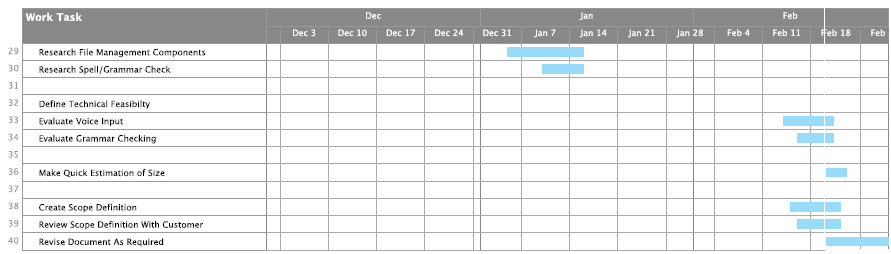 Work Task Dec Jan Feb
Dec 3 Dec 10 Dec 17 Dec 24 Dec 31 Jan 7 Jan 14 Jan 21 Jan 28 Feb 4 Feb 11 Feb 18 Feb
29 Research File Management Components
30 Research Spell/Grammar Check
31
32 Define Technical Feasibilty
33 Evaluate Voice Input
34 Evaluate Grammar Checking
35
36 Make Quick Estimation of Size
37
38 Create Scope Definition
39 Review Scope Definition With Customer
40 Revise Document As Required